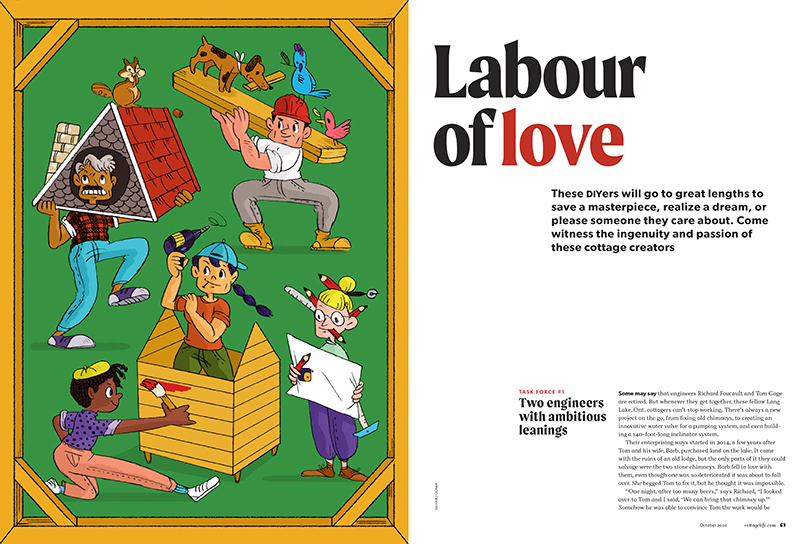 Labour
of love
These DIYers will go to great lengths to
save a masterpiece, realize a dream, or
please someone they care about. Come
witness the ingenuity and passion of
these cottage creators
TASK FORCE #1
Two engineers
with ambitious
leanings
Some may say that engineers Richard Foucault and Tom Gage
are retired. But whenever they get together, these fellow Lang
Lake, Ont. cottagers can't stop working. There's always a new
project on the go, from fixing old chimneys, to creating an
innovative water valve for a pumping system, and even build-
ing a 140-foot-long inclinator system.
Their enterprising ways started in 2014, a few years after
Tom and his wife, Barb, purchased land on the lake. It came
with the ruins of an old lodge, but the only parts of it they could
salvage were the two stone chimneys. Barb fell in love with
them, even though one was so deteriorated it was about to fall
over. She begged Tom to fix it, but he thought it was impossible.
"One night, after too many beers," says Richard, "I looked
over to Tom and I said, 'We can bring that chimney up.'"
Somehow he was able to convince Tom the work would be
October 2020 cottagelife.com 63